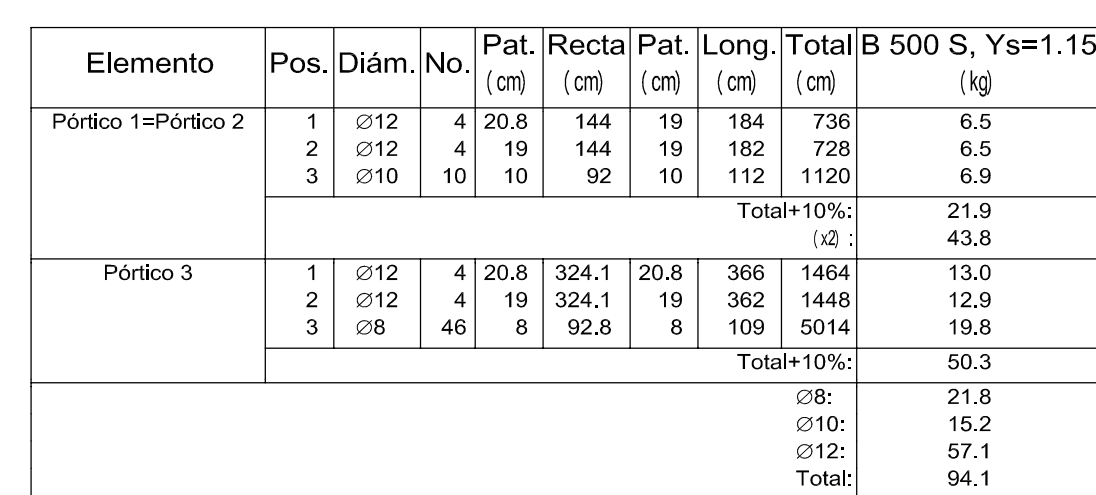 Elemento Pos. Diám. No. Pat. (cm) Recta (cm) Pat. (cm) Long. (cm) Total (cm) B 500 S, Ys=1.15 (kg)
Pórtico 1=Pórtico 2 1 ∅12 4 20.8 144 19 184 736 6.5
2 ∅12 4 19 144 19 182 728 6.5
3 ∅10 10 10 92 10 112 1120 6.9
Total+10%: 21.9
(x2) : 43.8
Pórtico 3 1 ∅12 4 20.8 324.1 20.8 366 1464 13.0
2 ∅12 4 19 324.1 19 362 1448 12.9
3 ∅8 46 8 92.8 8 109 5014 19.8
Total+10%: 50.3
∅8: 21.8
∅10: 15.2
∅12: 57.1
Total: 94.1